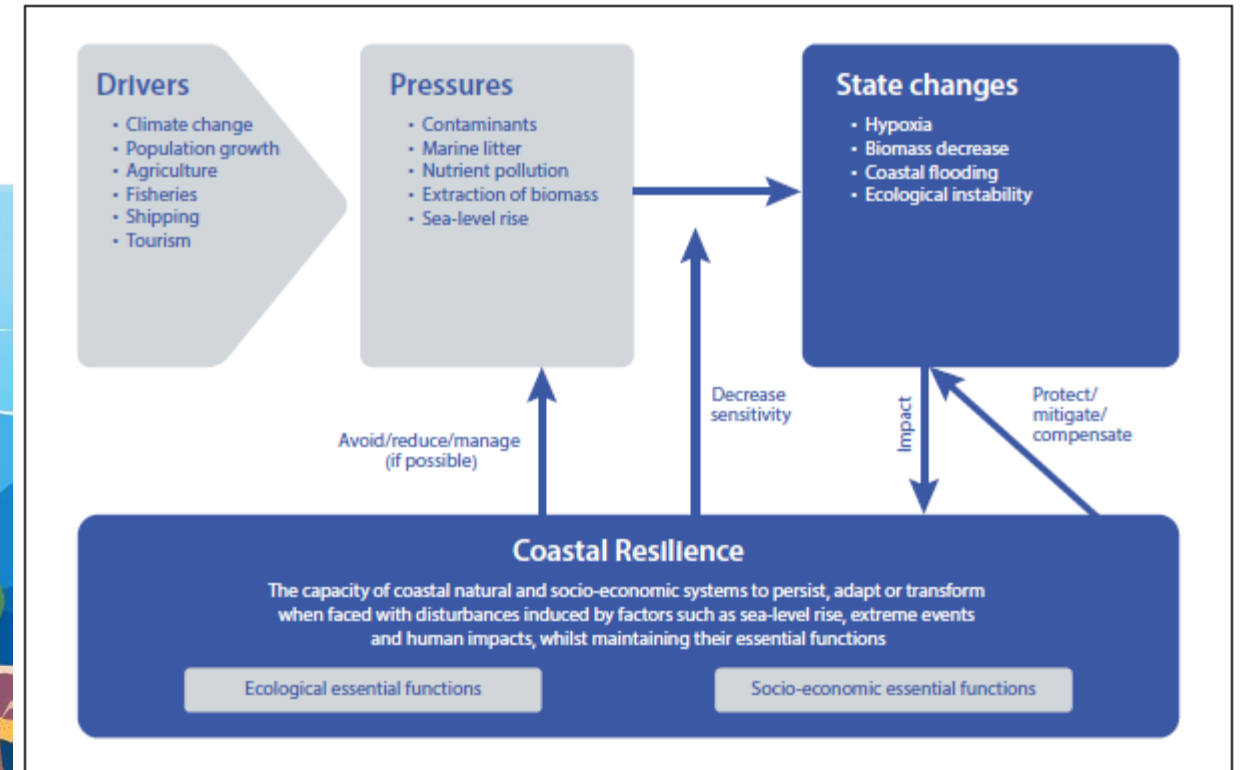 Drivers
• Climate change
• Population growth
• Agriculture
• Fisheries
• Shipping
• Tourism
Pressures
• Contaminants
• Marine litter
• Nutrient pollution
• Extraction of biomass
• Sea-level rise
State changes
• Hypoxia
• Biomass decrease
• Coastal flooding
• Ecological instability
Avoid/reduce/manage
(if possible)
Decrease
sensitivity
Impact
Protect/
mitigate/
compensate
Coastal Resilience
The capacity of coastal natural and socio-economic systems to persist, adapt or transform
when faced with disturbances induced by factors such as sea-level rise, extreme events
and human impacts, whilst maintaining their essential functions
Ecological essential functions
Socio-economic essential functions